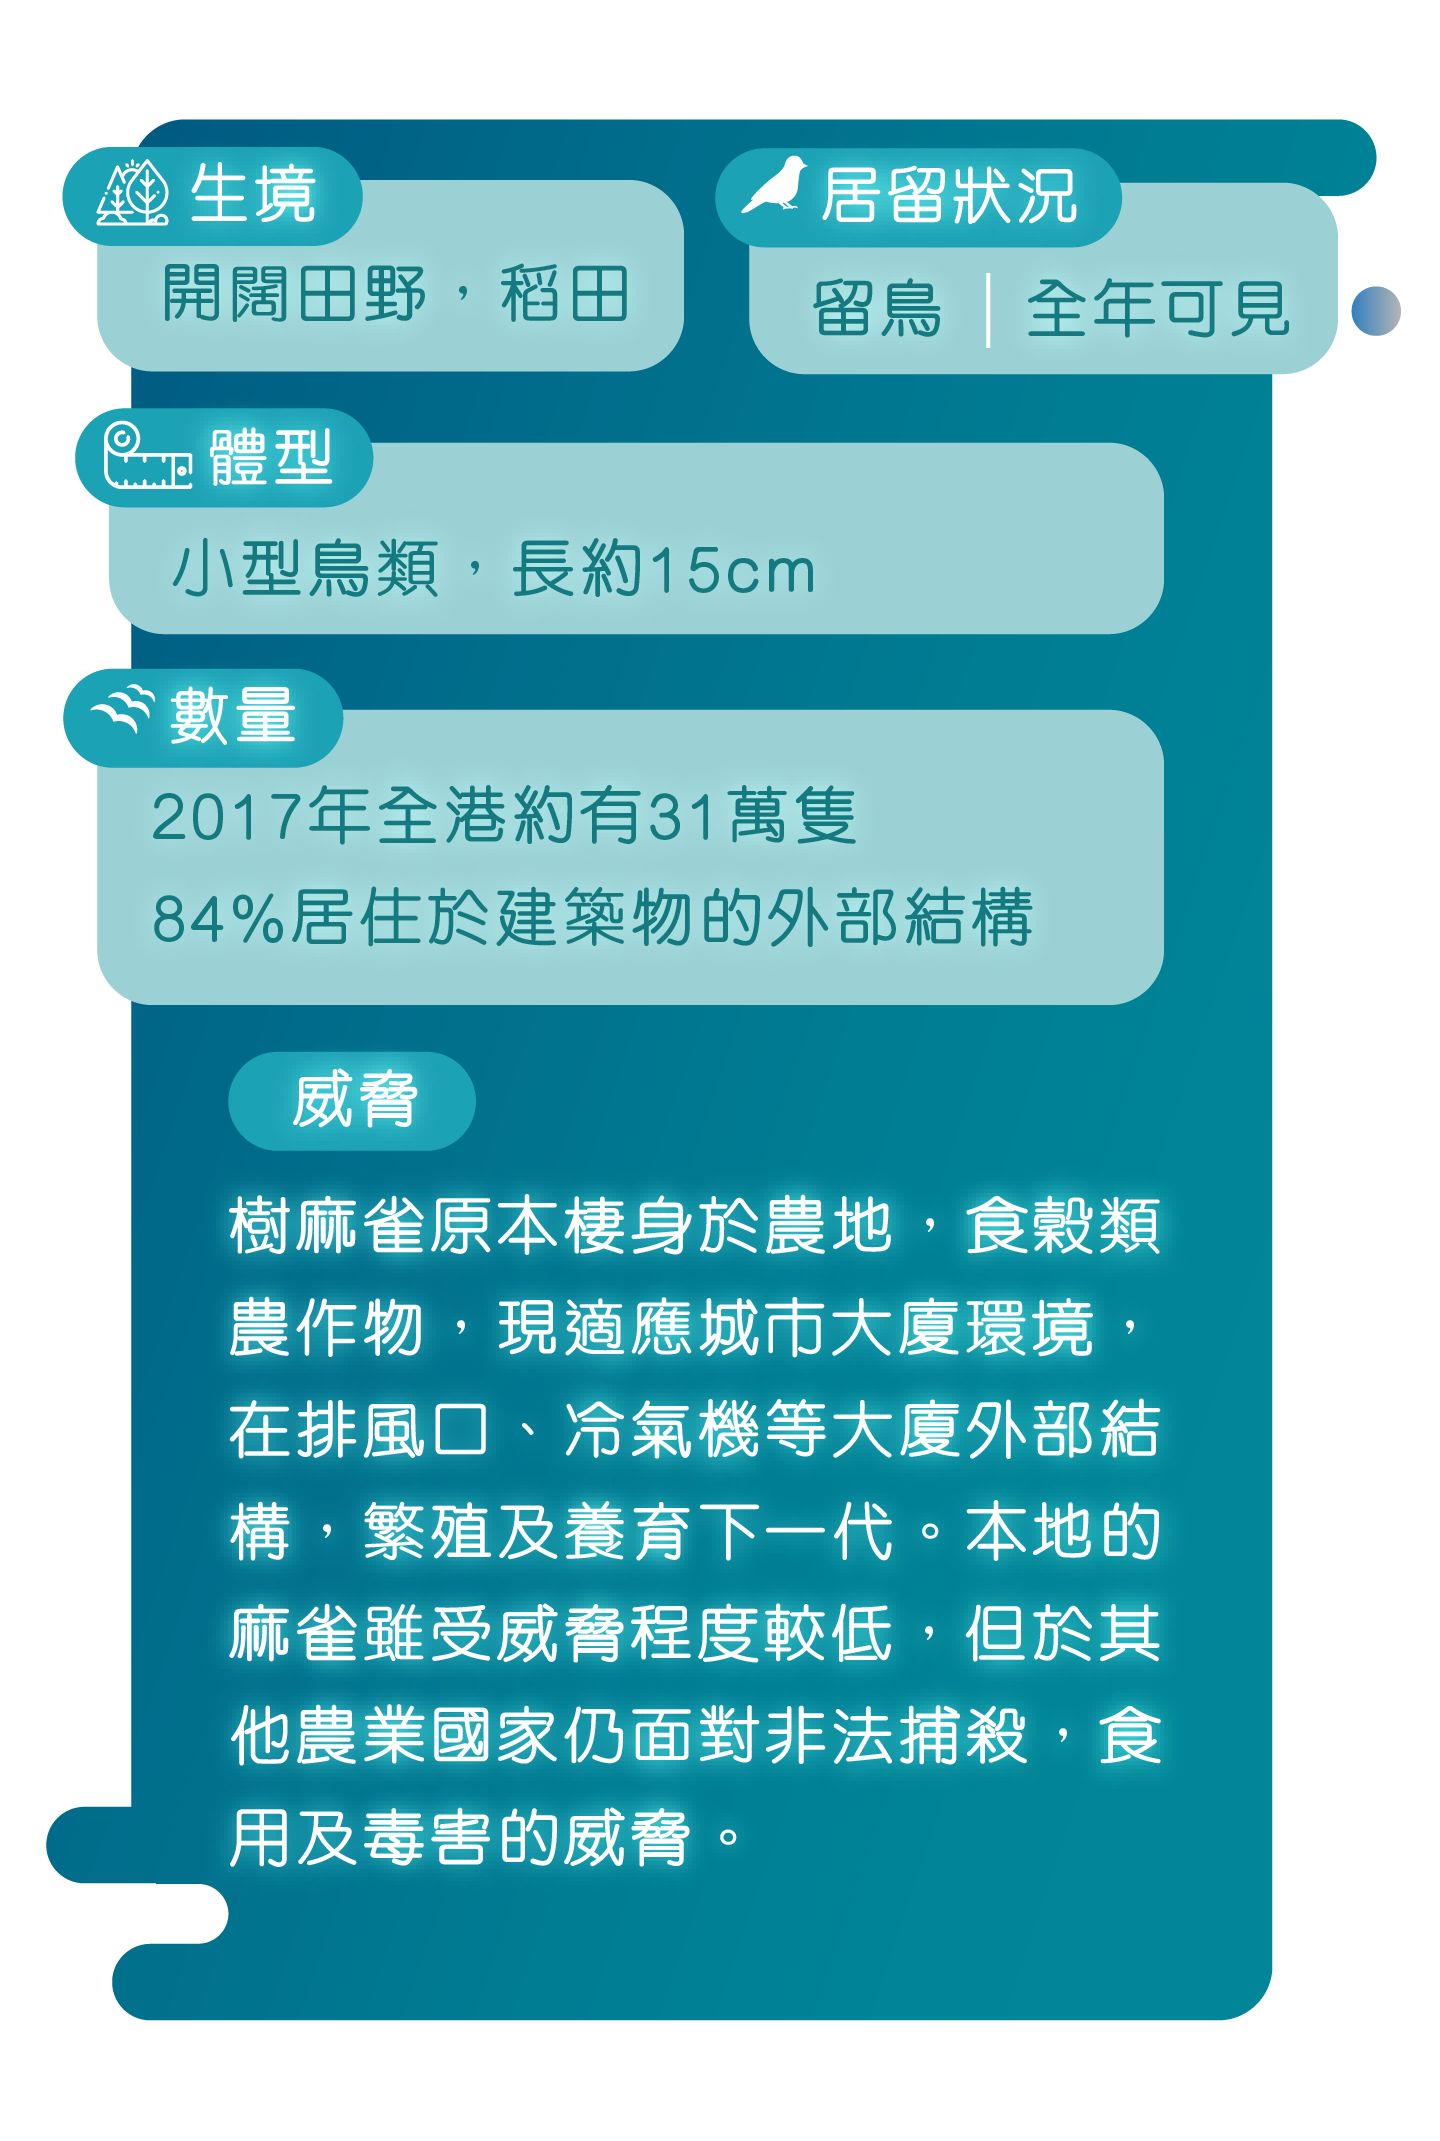 生境
開闊田野，稻田
居留狀況
留鳥｜全年可見
體型
小型鳥類，長約15cm
數量
2017年全港約有31萬隻
84%居住於建築物的外部結構
威脅
樹麻雀原本棲身於農地，食穀類
農作物，現適應城市大廈環境，
在排風口、冷氣機等大廈外部結
構，繁殖及養育下一代。本地的
麻雀雖受威脅程度較低，但於其
他農業國家仍面對非法捕殺，食
用及毒害的威脅。